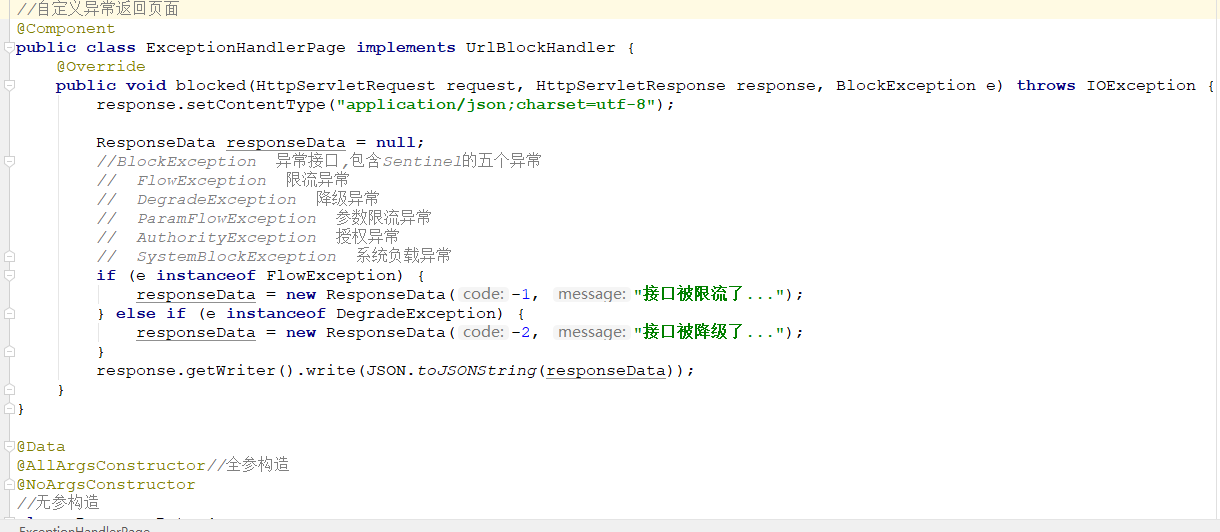 //自定义异常返回页面
@Component
public class ExceptionHandlerPage implements UrlBlockHandler {
@Override
public void blocked(HttpServletRequest request, HttpServletResponse response, BlockException e) throws IOException {
response.setContentType("application/json;charset=utf-8");
ResponseData responseData = null;
//BlockException 异常接口,包含Sentinel的五个异常
// FlowException 限流异常
// DegradeException 降级异常
// ParamFlowException 参数限流异常
// AuthorityException 授权异常
// SystemBlockException 系统负载异常
if (e instanceof FlowException) {
responseData = new ResponseData( code: -1, message: "接口被限流了...");
} else if (e instanceof DegradeException) {
responseData = new ResponseData( code: -2, message: "接口被降级了...");
}
response.getWriter().write(JSON.toJSONString(responseData));
}
}
@Data
@AllArgsConstructor//全参构造
@NoArgsConstructor
//无参构造
ExceptionHandlerPage